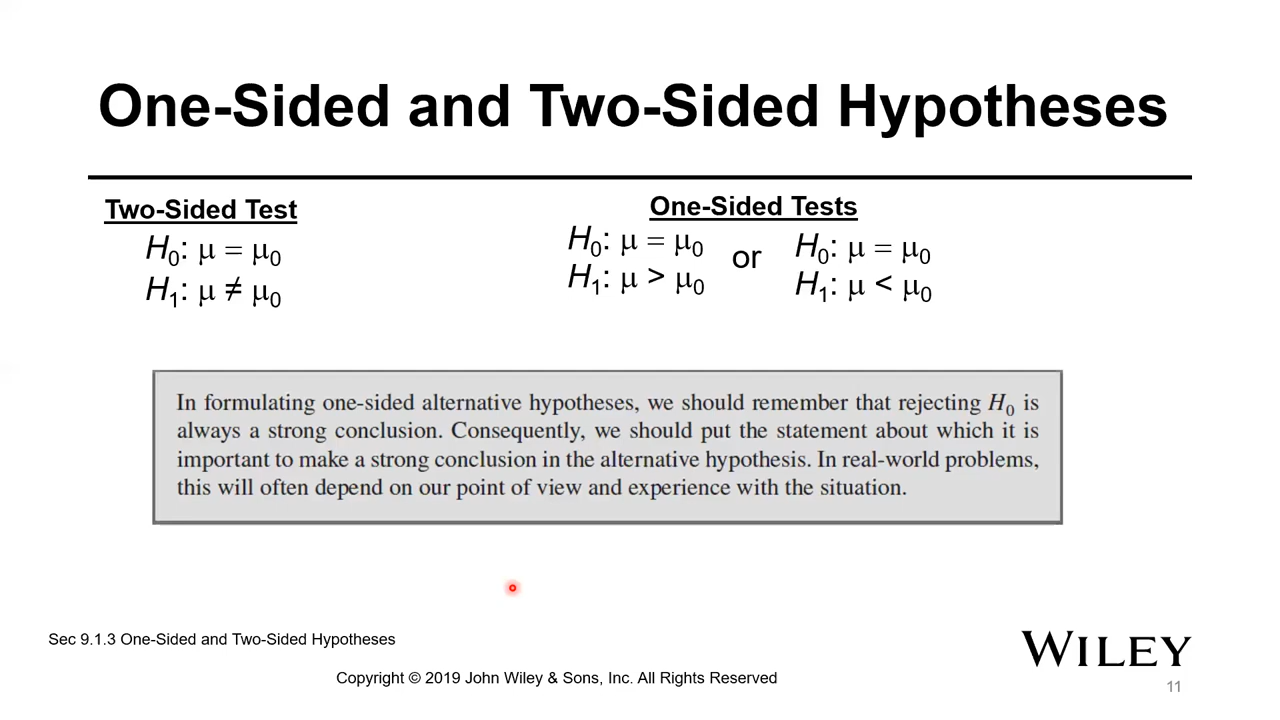 One-Sided and Two-Sided Hypotheses
Two-Sided Test
H0: μ = μ0
H1: μ ≠ μ0
One-Sided Tests
H0: μ = μ0
H1: μ > μ0
or
H0: μ = μ0
H1: μ < μ0
In formulating one-sided alternative hypotheses, we should remember that rejecting H0 is
always a strong conclusion. Consequently, we should put the statement about which it is
important to make a strong conclusion in the alternative hypothesis. In real-world problems,
this will often depend on our point of view and experience with the situation.
Sec 9.1.3 One-Sided and Two-Sided Hypotheses
WILEY
Copyright © 2019 John Wiley & Sons, Inc. All Rights Reserved
11